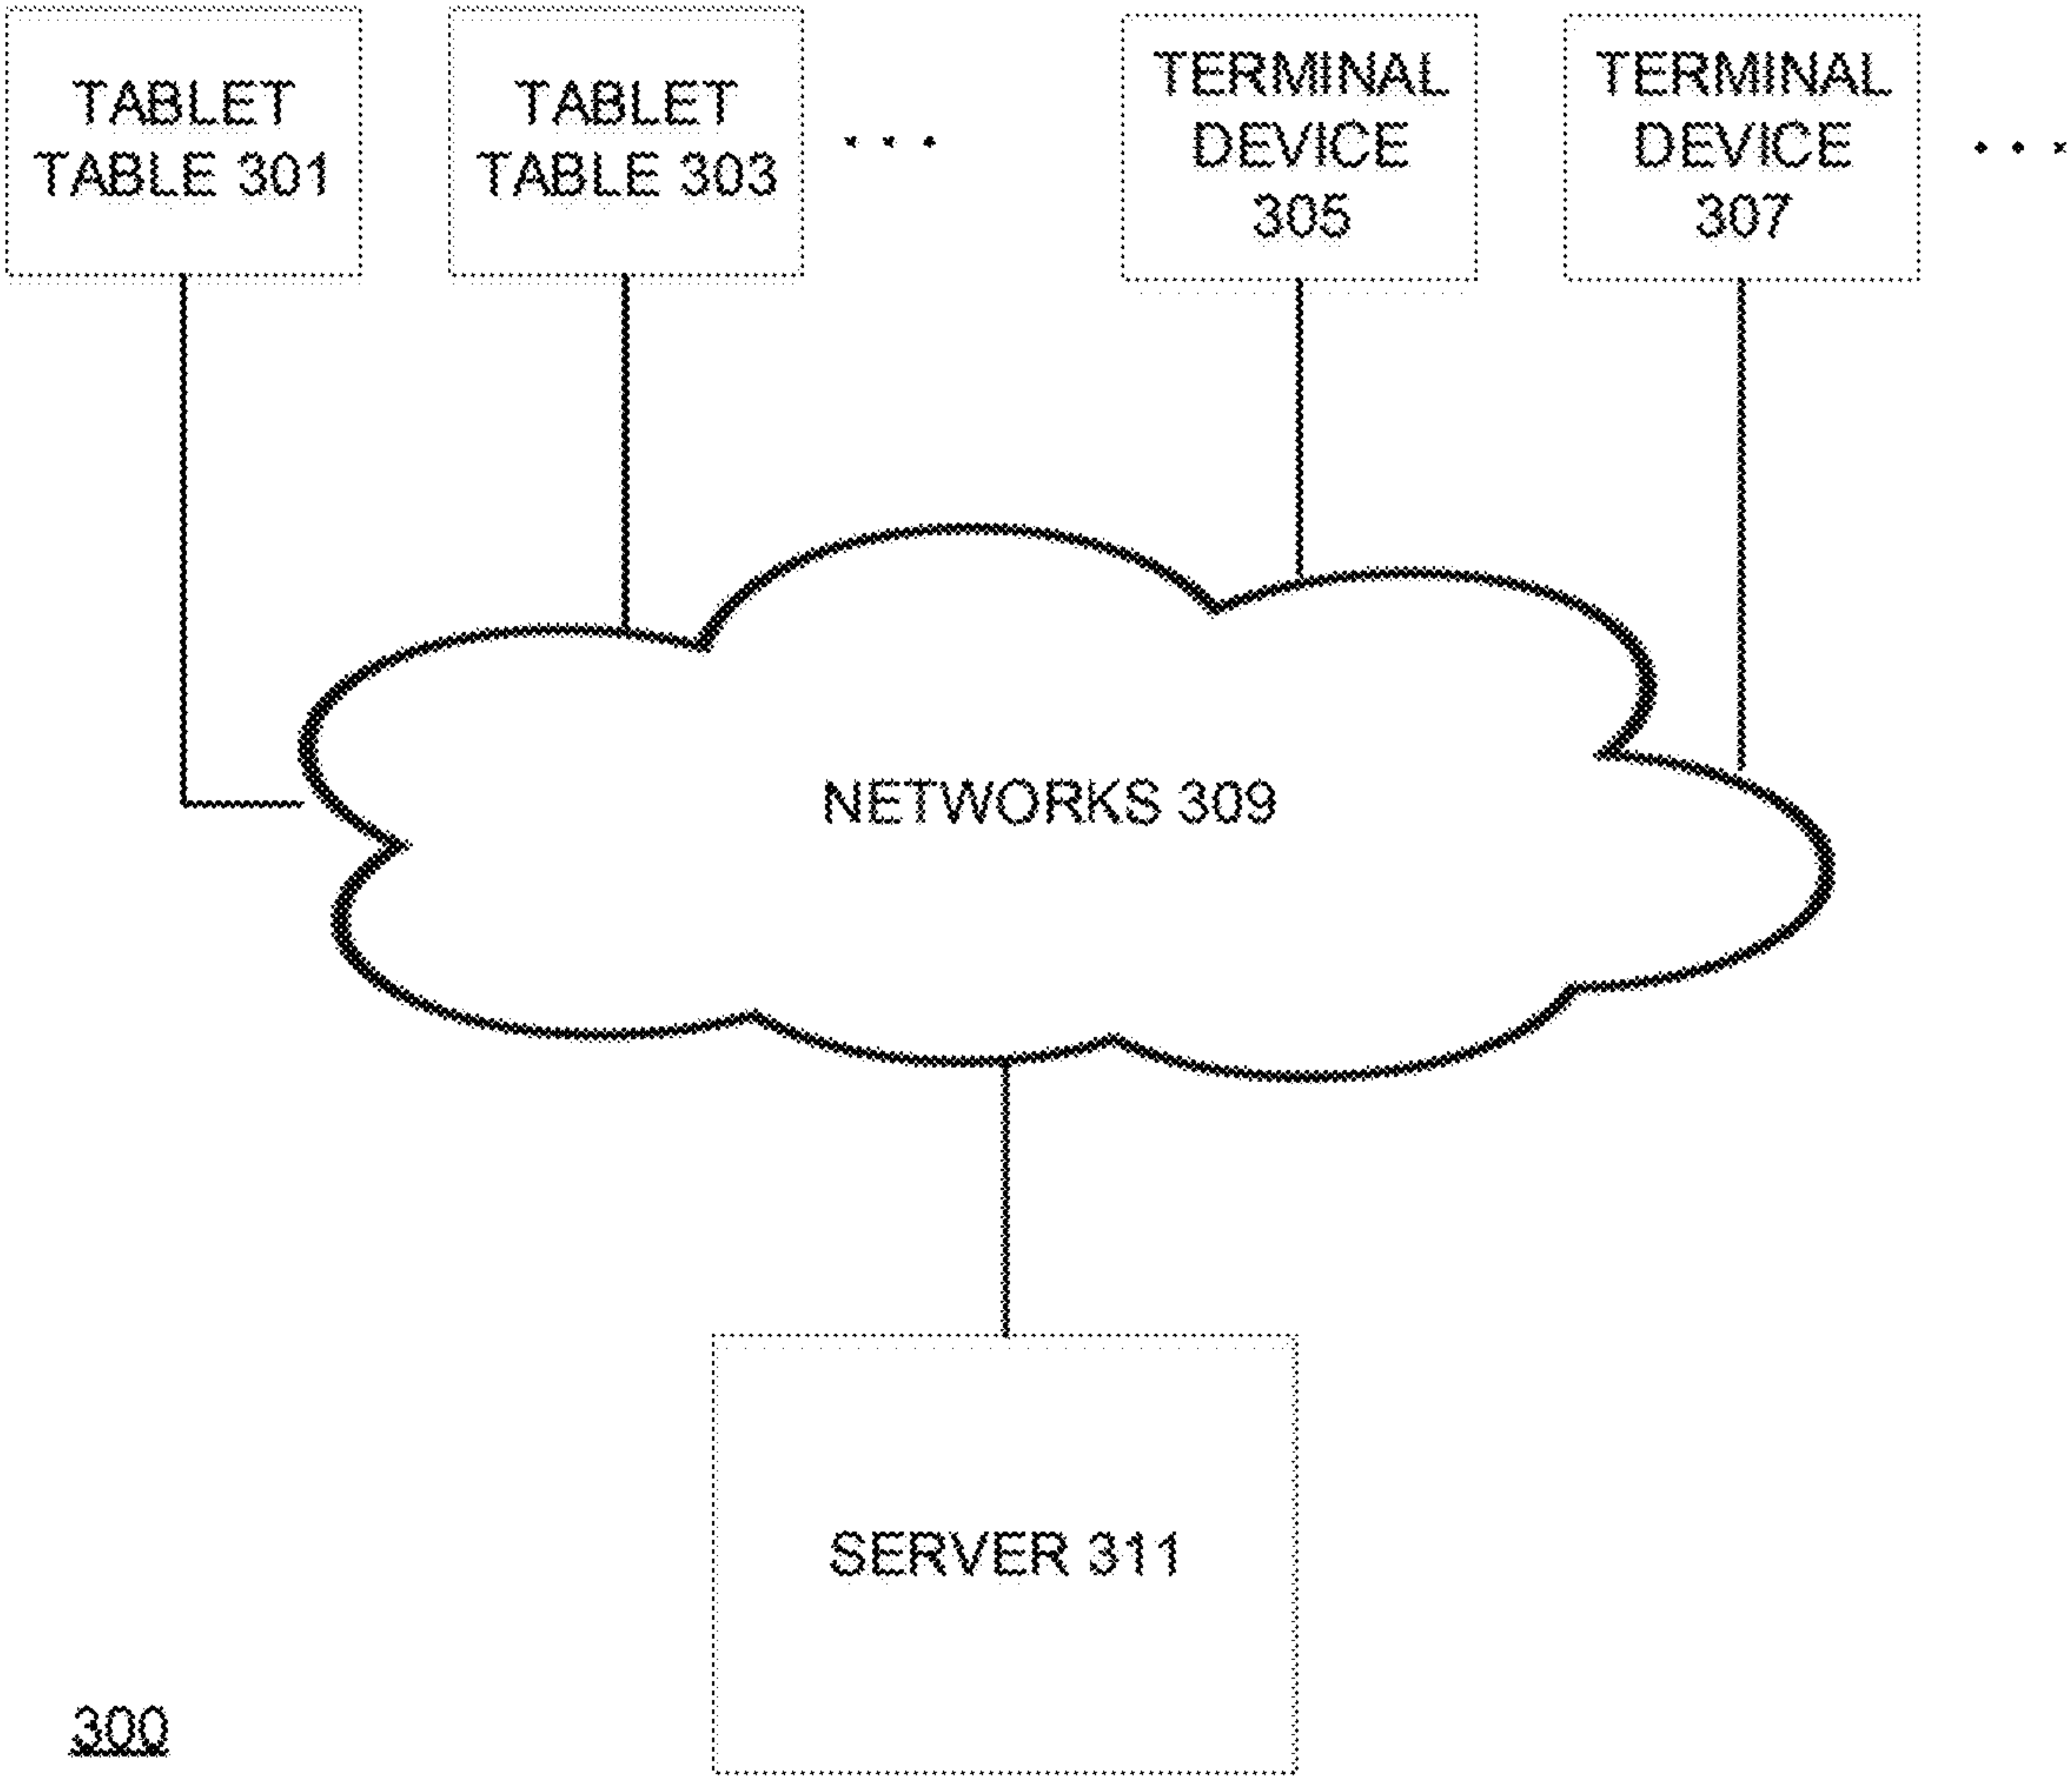 TABLET
TABLE 301
TABLET
TABLE 303
...
TERMINAL
DEVICE
305
TERMINAL
DEVICE
307
...
NETWORKS 309
SERVER 311
300